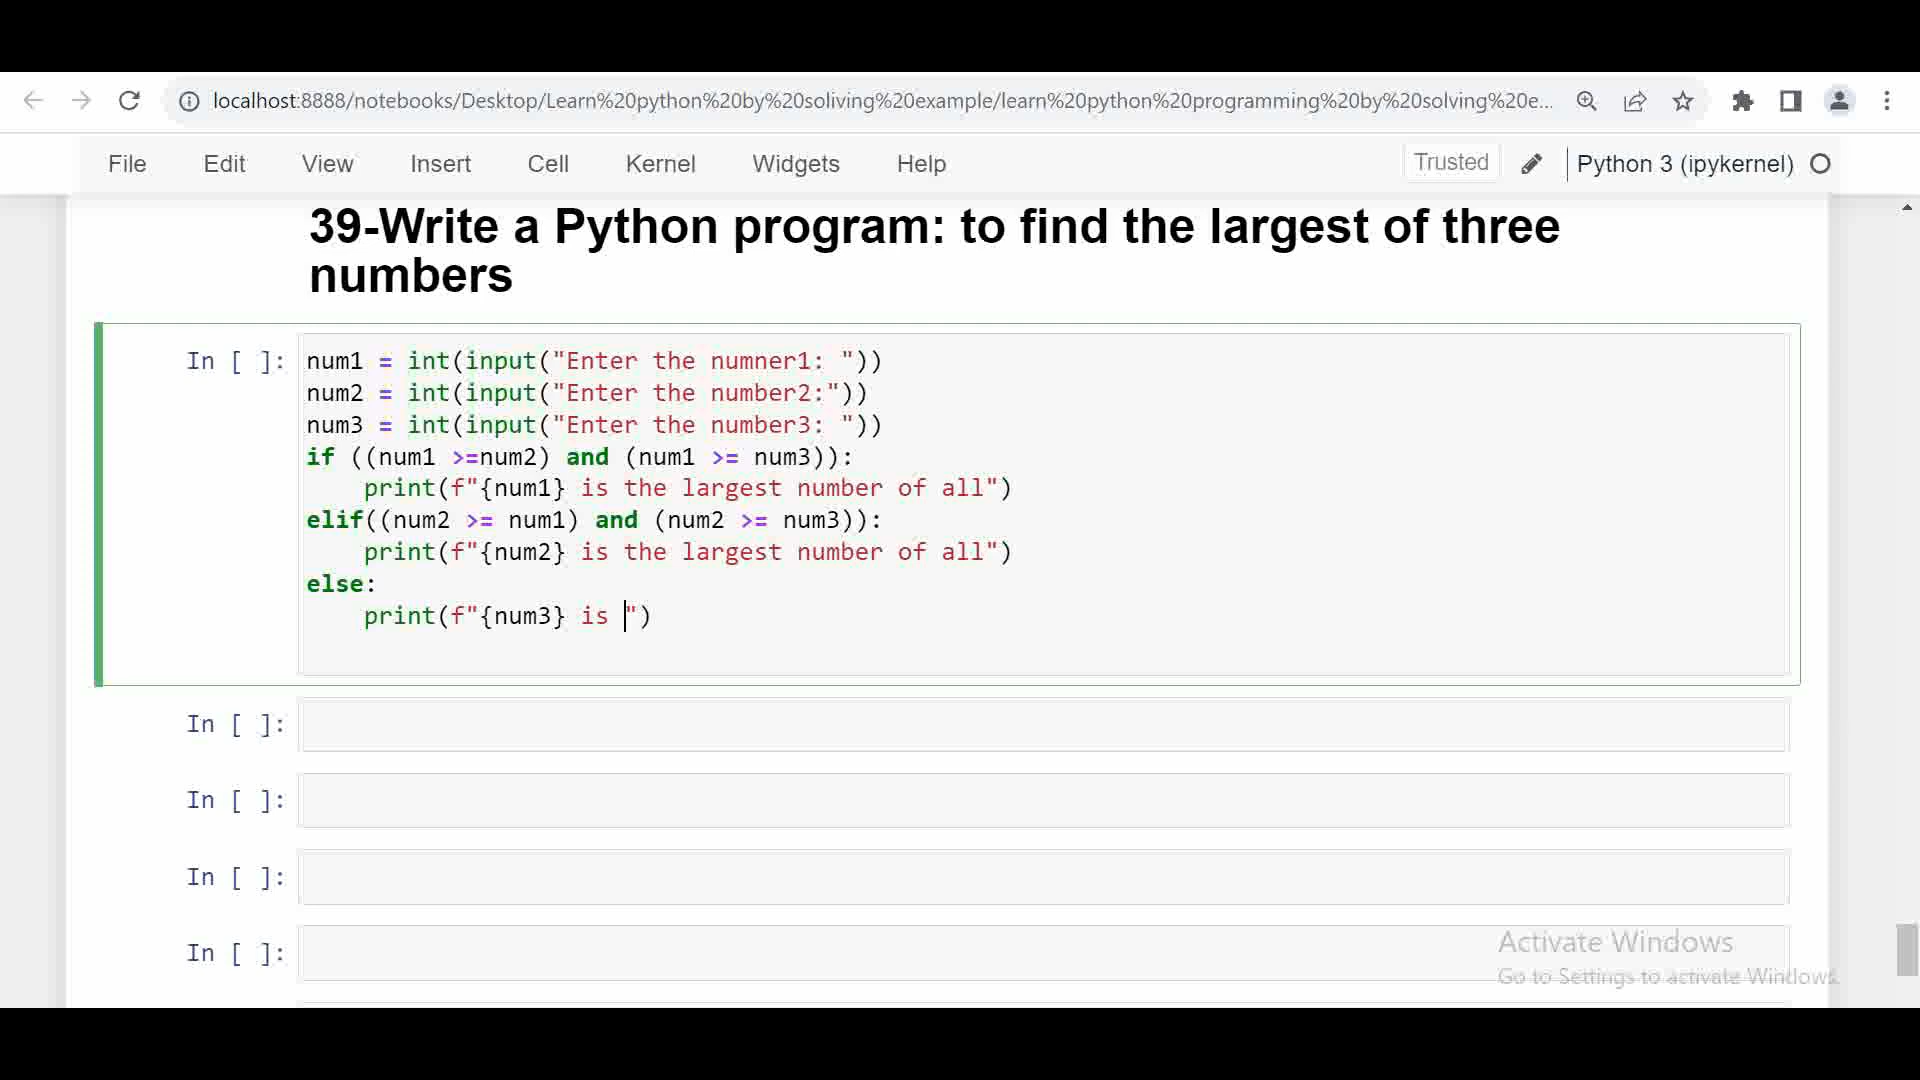 localhost:8888/notebooks/Desktop/Learn%20python%20by%20soliving%20example/learn%20python%20programming%20by%20solving%20e...
File Edit View Insert Cell Kernel Widgets Help Trusted Python 3 (ipykernel)
39-Write a Python program: to find the largest of three
numbers
In [ ]: num1 = int(input("Enter the numner1: "))
num2 = int(input("Enter the number2:"))
num3 = int(input("Enter the number3: "))
if ((num1 >=num2) and (num1 >= num3)):
    print(f"{num1} is the largest number of all")
elif((num2 >= num1) and (num2 >= num3)):
    print(f"{num2} is the largest number of all")
else:
    print(f"{num3} is ")
In [ ]:
In [ ]:
In [ ]:
In [ ]:
Activate Windows
Go to Settings to activate Windows.